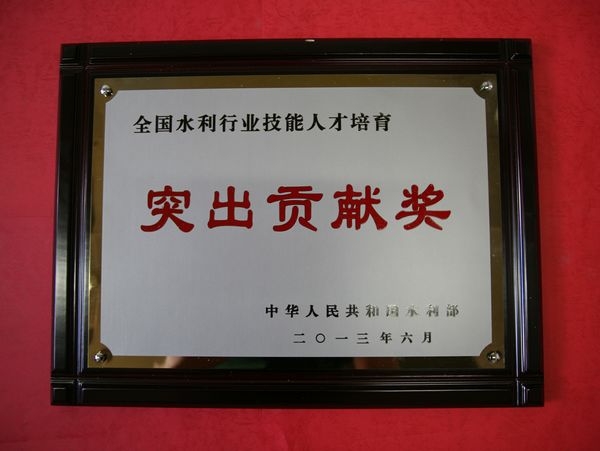 全国水利行业技能人才培育
突出贡献奖
中华人民共和国水利部
二〇一三年六月